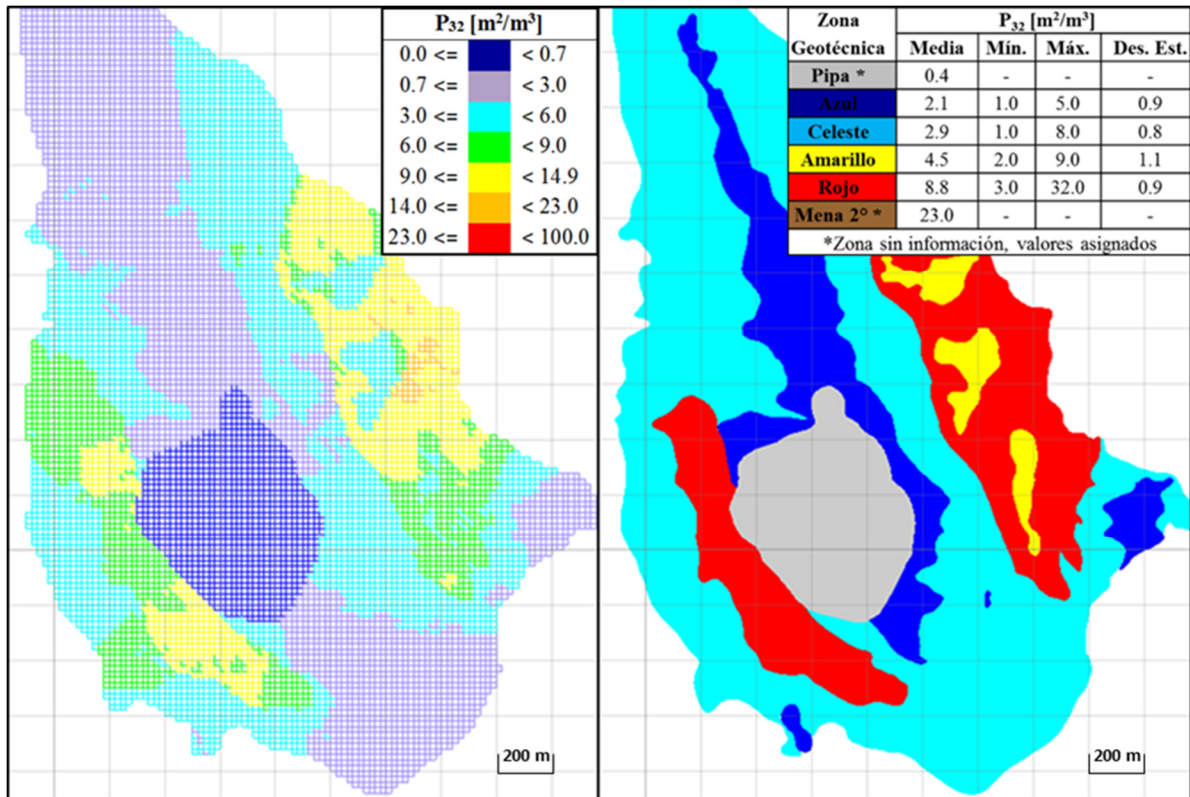 P32 [m²/m³]
0.0 <= < 0.7
0.7 <= < 3.0
3.0 <= < 6.0
6.0 <= < 9.0
9.0 <= < 14.9
14.0 <= < 23.0
23.0 <= < 100.0
200 m
Zona Geotécnica P32 [m²/m³]
Media Mín. Máx. Des. Est.
Pipa * 0.4 - - -
Azul 2.1 1.0 5.0 0.9
Celeste 2.9 1.0 8.0 0.8
Amarillo 4.5 2.0 9.0 1.1
Rojo 8.8 3.0 32.0 0.9
Mena 2° * 23.0 - - -
*Zona sin información, valores asignados
200 m